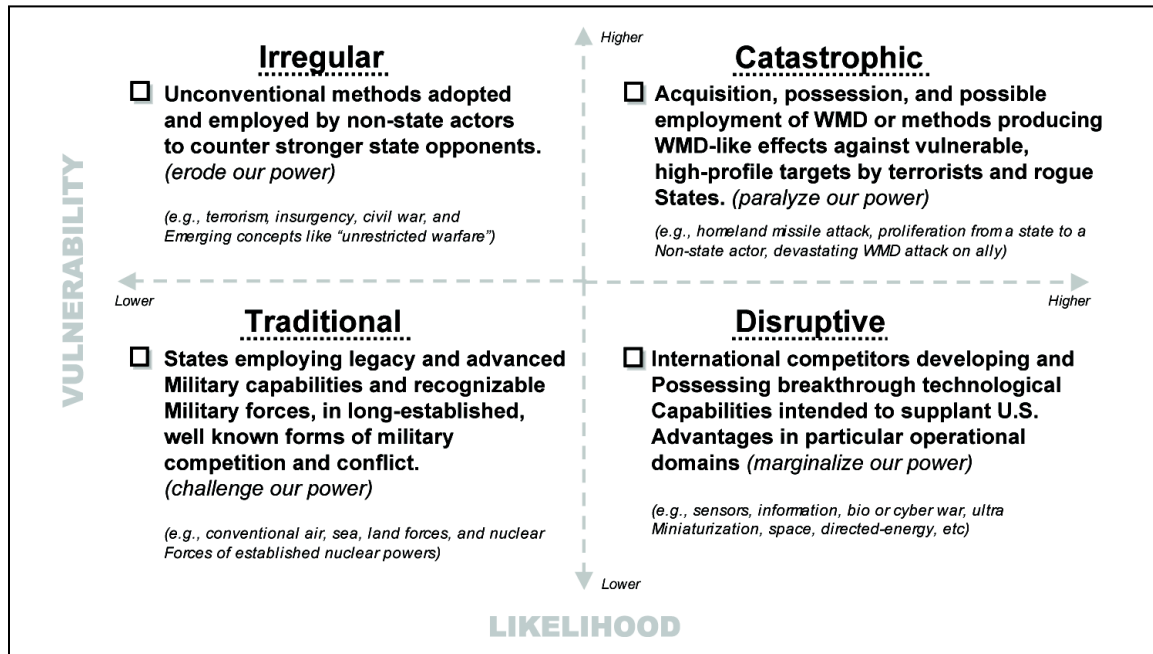 Higher
Irregular
Unconventional methods adopted
and employed by non-state actors
to counter stronger state opponents.
(erode our power)
(e.g., terrorism, insurgency, civil war, and
Emerging concepts like “unrestricted warfare”)
Catastrophic
Acquisition, possession, and possible
employment of WMD or methods producing
WMD-like effects against vulnerable,
high-profile targets by terrorists and rogue
States. (paralyze our power)
(e.g., homeland missile attack, proliferation from a state to a
Non-state actor, devastating WMD attack on ally)
VULNERABILITY
Lower
Higher
Traditional
States employing legacy and advanced
Military capabilities and recognizable
Military forces, in long-established,
well known forms of military
competition and conflict.
(challenge our power)
(e.g., conventional air, sea, land forces, and nuclear
Forces of established nuclear powers)
Disruptive
International competitors developing and
Possessing breakthrough technological
Capabilities intended to supplant U.S.
Advantages in particular operational
domains (marginalize our power)
(e.g., sensors, information, bio or cyber war, ultra
Miniaturization, space, directed-energy, etc)
Lower
LIKELIHOOD